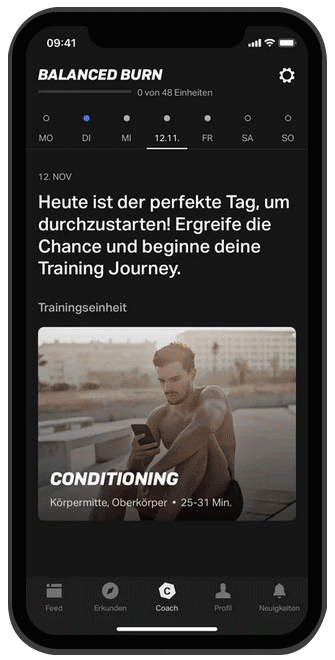 09:41
BALANCED BURN
0 von 48 Einheiten
MO DI MI 12.11. FR SA SO
12. NOV
Heute ist der perfekte Tag, um
durchzustarten! Ergreife die
Chance und beginne deine
Training Journey.
Trainingseinheit
CONDITIONING
Körpermitte, Oberkörper • 25-31 Min.
C
Feed Erkunden Coach Profil Neuigkeiten